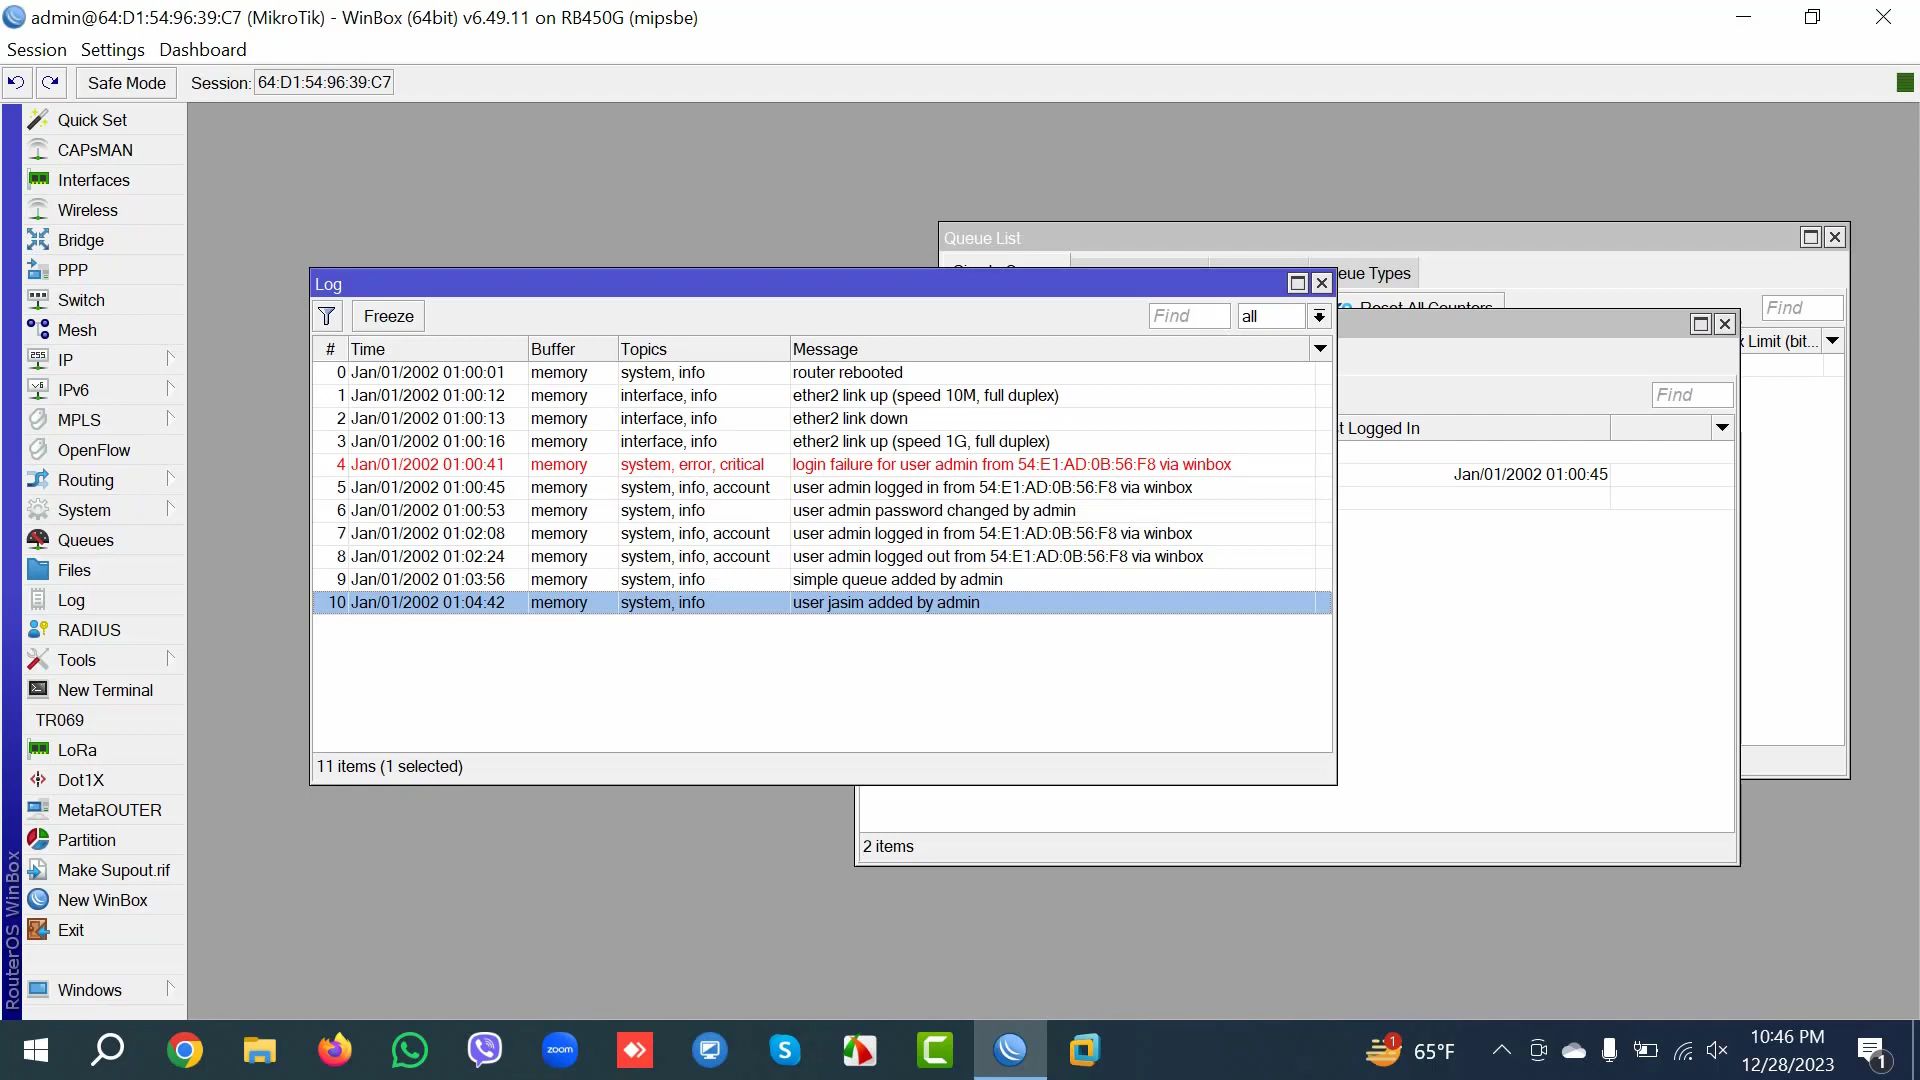 admin@64:D1:54:96:39:C7 (MikroTik) - WinBox (64bit) v6.49.11 on RB450G (mipsbe)
Session Settings Dashboard
Safe Mode Session: 64:D1:54:96:39:C7
Quick Set
CAPsMAN
Interfaces
Wireless
Bridge
PPP
Switch
Mesh
IP
IPv6
MPLS
OpenFlow
Routing
System
Queues
Files
Log
RADIUS
Tools
New Terminal
TR069
LoRa
Dot1X
MetaROUTER
Partition
Make Supout.rif
New WinBox
Exit
Windows
RouterOS WinBox
Queue List
eue Types
Reset All Counters
Find
x Limit (bit...
Log
Freeze Find all
# Time Buffer Topics Message
0 Jan/01/2002 01:00:01 memory system, info router rebooted
1 Jan/01/2002 01:00:12 memory interface, info ether2 link up (speed 10M, full duplex)
2 Jan/01/2002 01:00:13 memory interface, info ether2 link down
3 Jan/01/2002 01:00:16 memory interface, info ether2 link up (speed 1G, full duplex)
4 Jan/01/2002 01:00:41 memory system, error, critical login failure for user admin from 54:E1:AD:0B:56:F8 via winbox
5 Jan/01/2002 01:00:45 memory system, info, account user admin logged in from 54:E1:AD:0B:56:F8 via winbox
6 Jan/01/2002 01:00:53 memory system, info user admin password changed by admin
7 Jan/01/2002 01:02:08 memory system, info, account user admin logged in from 54:E1:AD:0B:56:F8 via winbox
8 Jan/01/2002 01:02:24 memory system, info, account user admin logged out from 54:E1:AD:0B:56:F8 via winbox
9 Jan/01/2002 01:03:56 memory system, info simple queue added by admin
10 Jan/01/2002 01:04:42 memory system, info user jasim added by admin
11 items (1 selected)
Find
t Logged In
Jan/01/2002 01:00:45
2 items
zoom
1
65°F
10:46 PM
12/28/2023
1